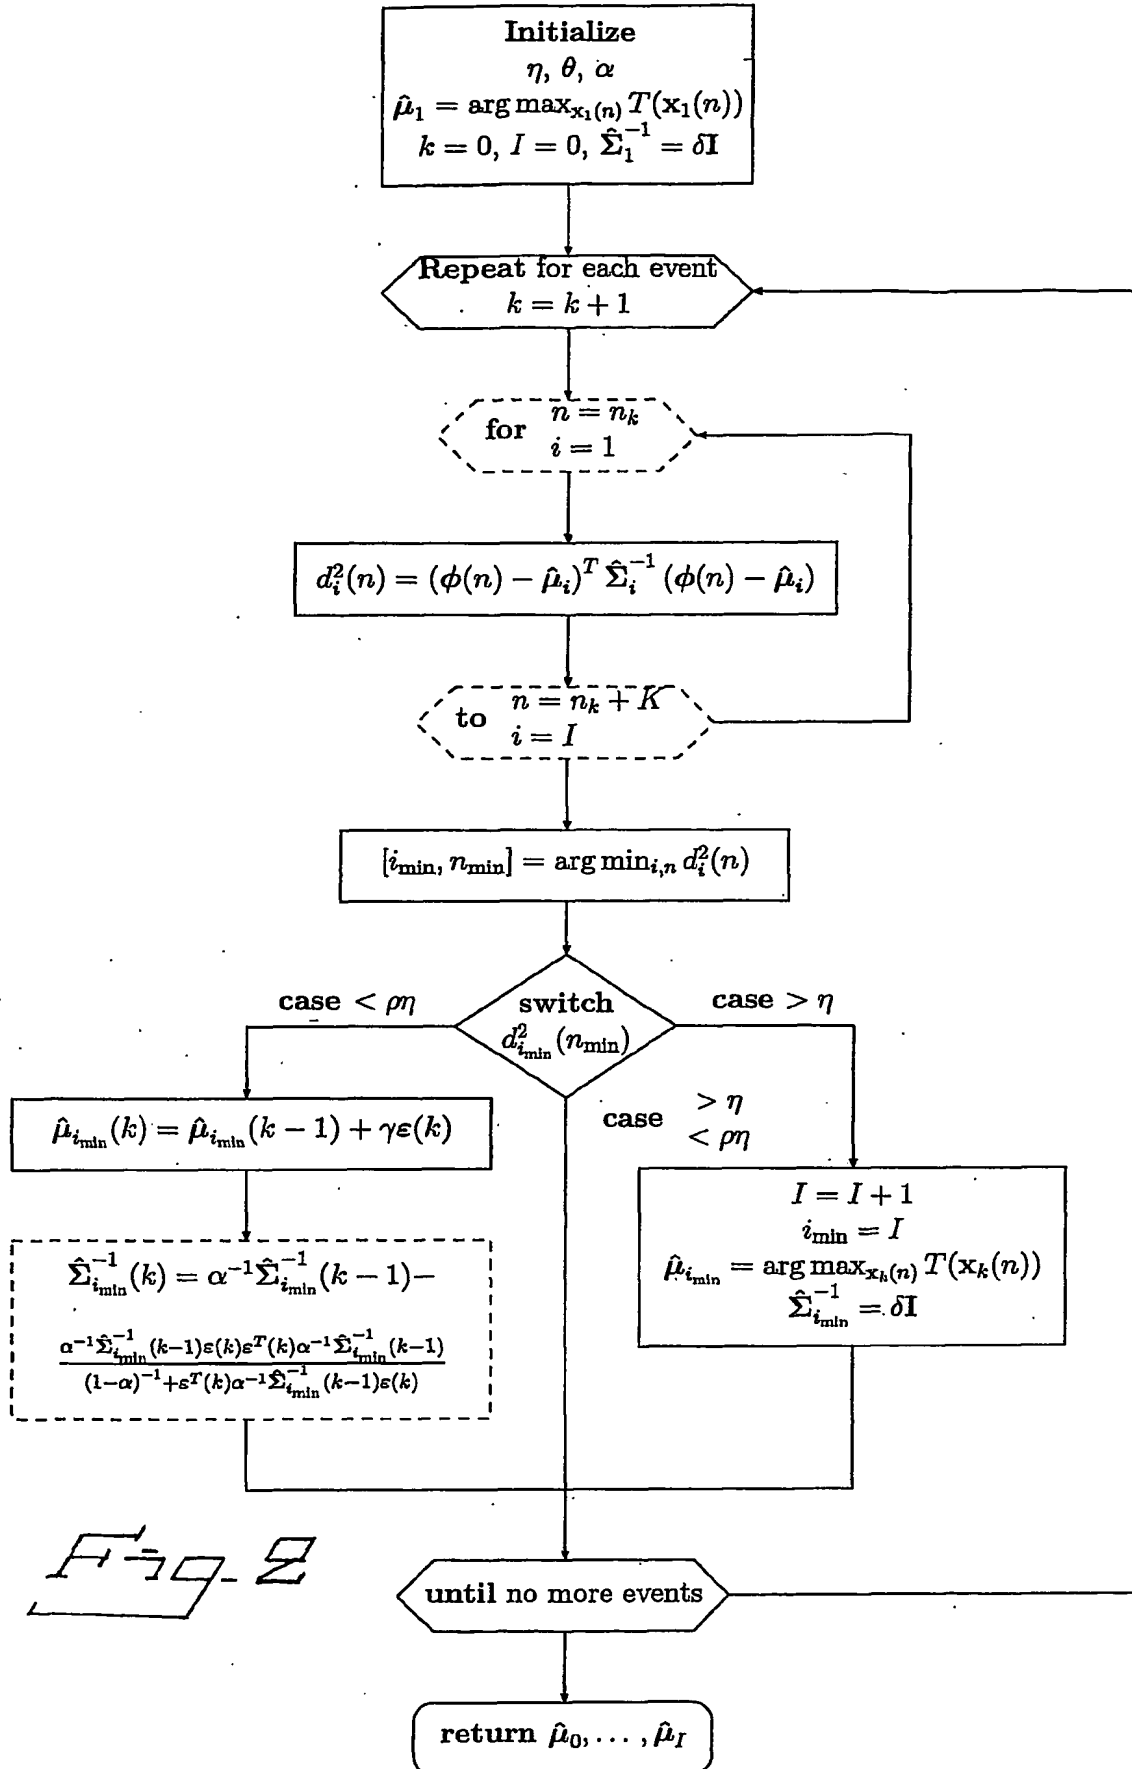 Initialize
η, θ, α
μ̂₁ = arg max_{x₁(n)} T(x₁(n))
k = 0, I = 0, Σ̂₁⁻¹ = δI
Repeat for each event
k = k + 1
for n = n_k
i = 1
d_i²(n) = (ϕ(n) − μ̂_i)^T Σ̂_i⁻¹ (ϕ(n) − μ̂_i)
to n = n_k + K
i = I
[i_min, n_min] = arg min_{i,n} d_i²(n)
case < ρη
switch
d²_{i_min}(n_min)
case > η
case > η
< ρη
μ̂_{i_min}(k) = μ̂_{i_min}(k − 1) + γε(k)
I = I + 1
i_min = I
μ̂_{i_min} = arg max_{x_k(n)} T(x_k(n))
Σ̂⁻¹_{i_min} = δI
Σ̂⁻¹_{i_min}(k) = α⁻¹Σ̂⁻¹_{i_min}(k − 1)−
α⁻¹Σ̂⁻¹_{i_min}(k−1)ε(k)ε^T(k)α⁻¹Σ̂⁻¹_{i_min}(k−1)
(1−α)⁻¹+ε^T(k)α⁻¹Σ̂⁻¹_{i_min}(k−1)ε(k)
Fig. 8
until no more events
return μ̂₀, . . . , μ̂_I